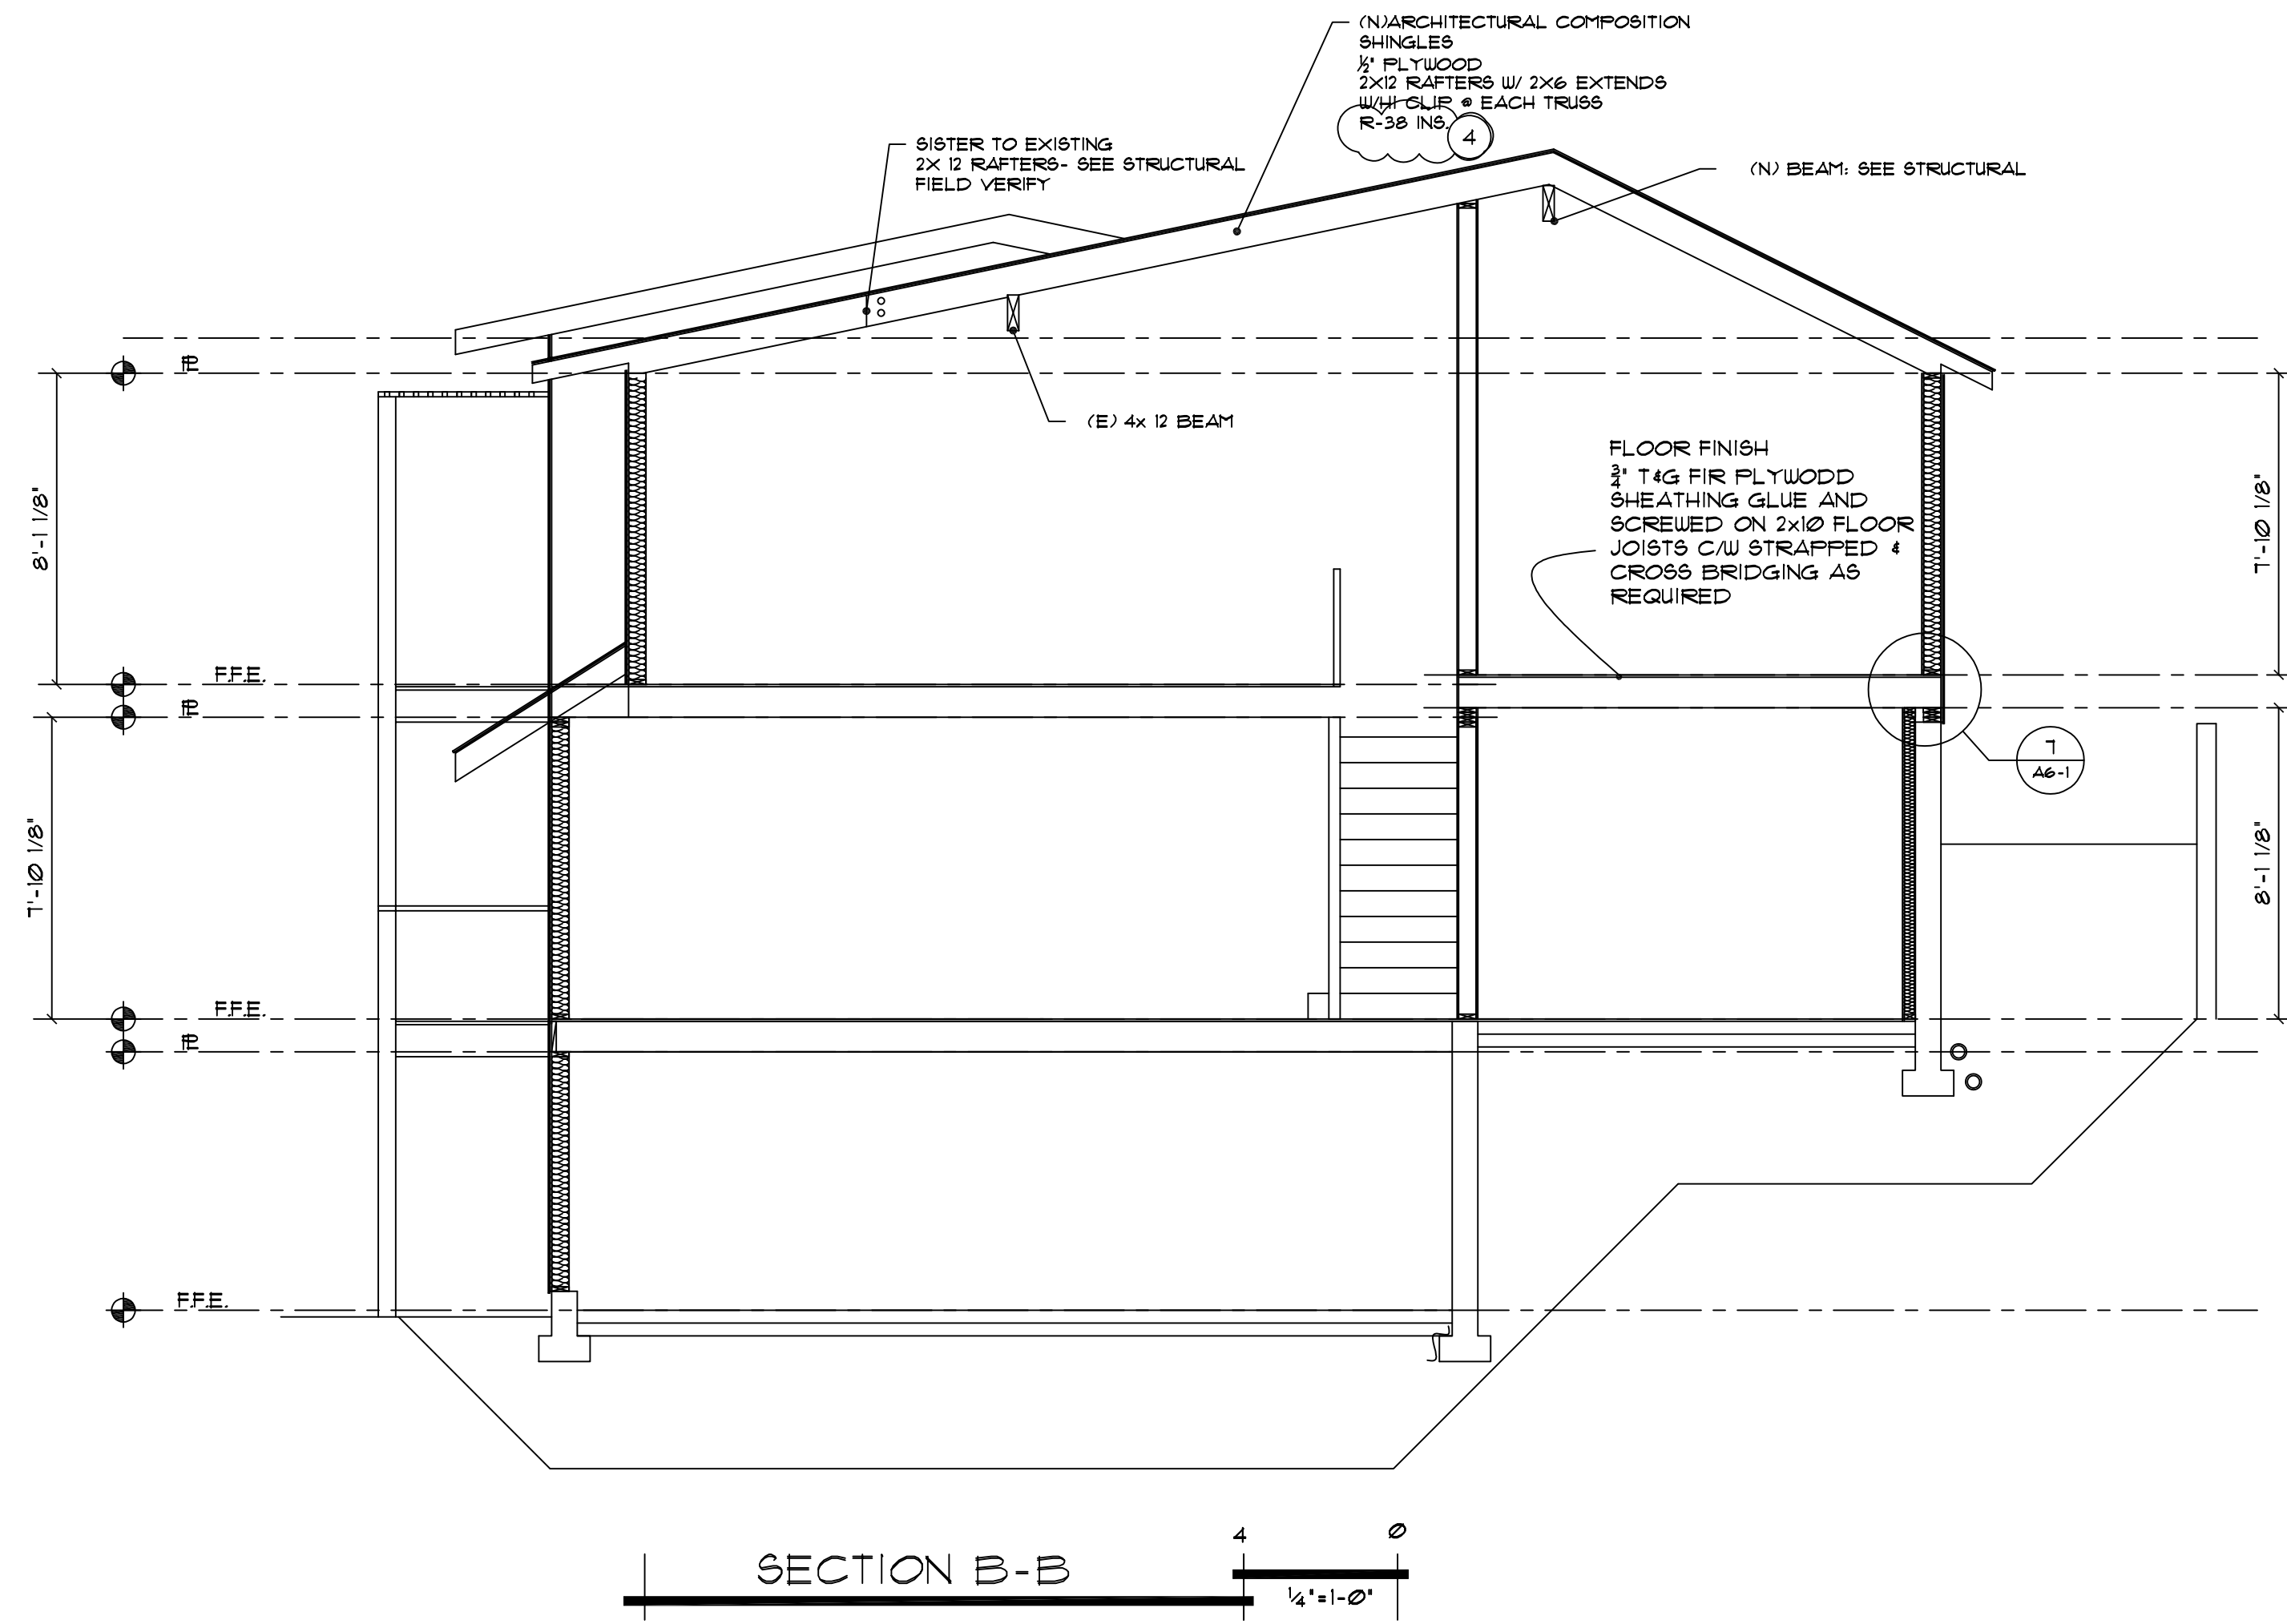 (N)ARCHITECTURAL COMPOSITION
SHINGLES
½" PLYWOOD
2X12 RAFTERS W/ 2X6 EXTENDS
W/H1 CLIP @ EACH TRUSS
R-38 INS.
4
SISTER TO EXISTING
2X 12 RAFTERS- SEE STRUCTURAL
FIELD VERIFY
(N) BEAM: SEE STRUCTURAL
PL
(E) 4x 12 BEAM
FLOOR FINISH
¾" T&G FIR PLYWODD
SHEATHING GLUE AND
SCREWED ON 2x10 FLOOR
JOISTS C/W STRAPPED &
CROSS BRIDGING AS
REQUIRED
8'-1 1/8"
7'-10 1/8"
F.F.E.
PL
7
A6-1
7'-10 1/8"
8'-1 1/8"
F.F.E.
PL
F.F.E.
SECTION B-B
4
0
¼"=1-0"